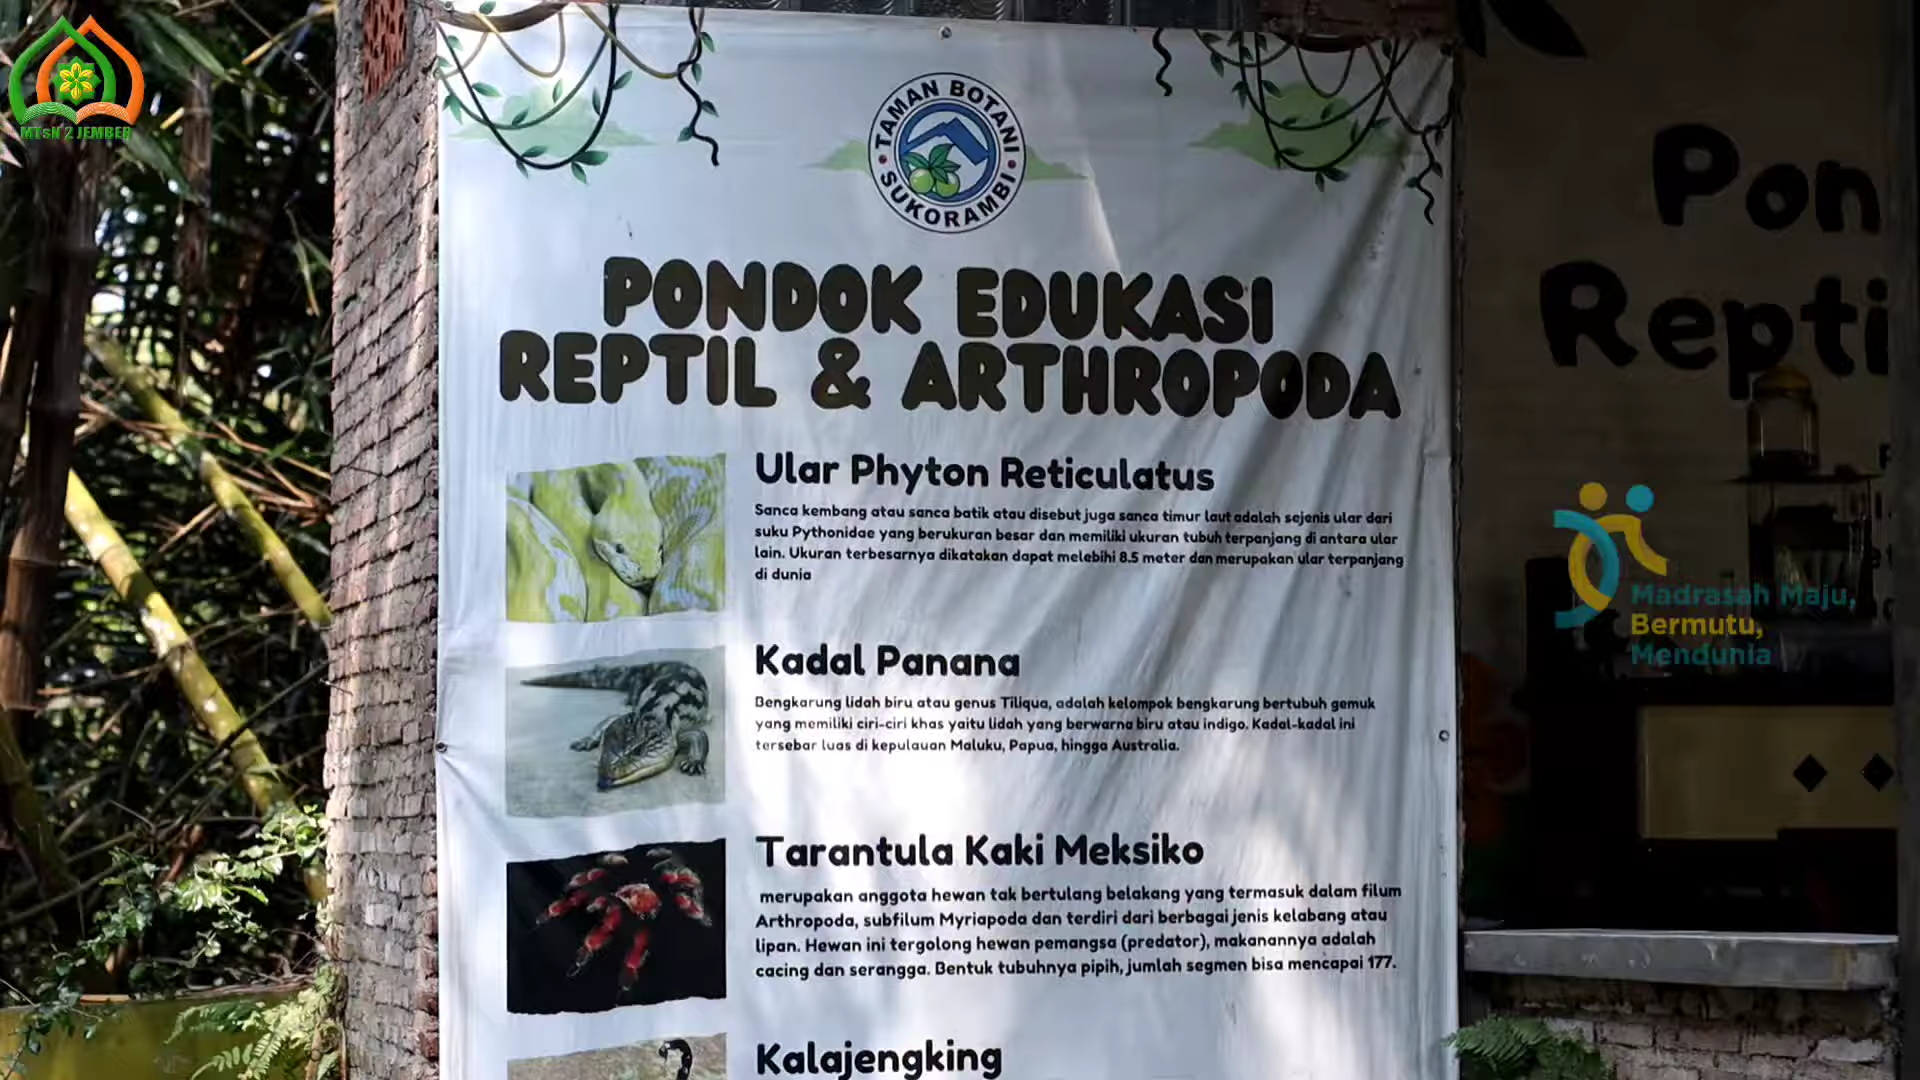 MTsN 2 JEMBER
TAMAN BOTANI
SUKORAMBI
PONDOK EDUKASI
REPTIL & ARTHROPODA
Ular Phyton Reticulatus
Sanca kembang atau sanca batik atau disebut juga sanca timur laut adalah sejenis ular dari
suku Pythonidae yang berukuran besar dan memiliki ukuran tubuh terpanjang di antara ular
lain. Ukuran terbesarnya dikatakan dapat melebihi 8.5 meter dan merupakan ular terpanjang
di dunia
Kadal Panana
Bengkarung lidah biru atau genus Tiliqua, adalah kelompok bengkarung bertubuh gemuk
yang memiliki ciri-ciri khas yaitu lidah yang berwarna biru atau indigo. Kadal-kadal ini
tersebar luas di kepulauan Maluku, Papua, hingga Australia.
Tarantula Kaki Meksiko
merupakan anggota hewan tak bertulang belakang yang termasuk dalam filum
Arthropoda, subfilum Myriapoda dan terdiri dari berbagai jenis kelabang atau
lipan. Hewan ini tergolong hewan pemangsa (predator), makanannya adalah
cacing dan serangga. Bentuk tubuhnya pipih, jumlah segmen bisa mencapai 177.
Kalajengking
Pon
Repti
Madrasah Maju,
Bermutu,
Mendunia